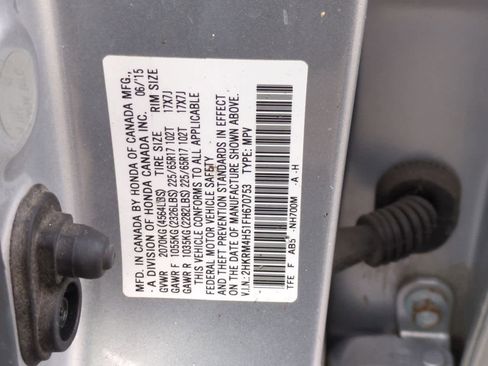 MFD. IN CANADA BY HONDA OF CANADA MFG.,
- A DIVISION OF HONDA CANADA INC. 06/15
GVWR 2070KG (4564LBS) TIRE SIZE RIM SIZE
GAWR F 1055KG (2326LBS) 225/65R17 102T 17X7J
GAWR R 1035KG (2282LBS) 225/65R17 102T 17X7J
THIS VEHICLE CONFORMS TO ALL APPLICABLE
FEDERAL MOTOR VEHICLE SAFETY
AND THEFT PREVENTION STANDARDS IN EFFECT
ON THE DATE OF MANUFACTURE SHOWN ABOVE.
V.I.N.: 2HKRM4H51FH670753 TYPE: MPV
TFE F AB5 -NH700M -A -H